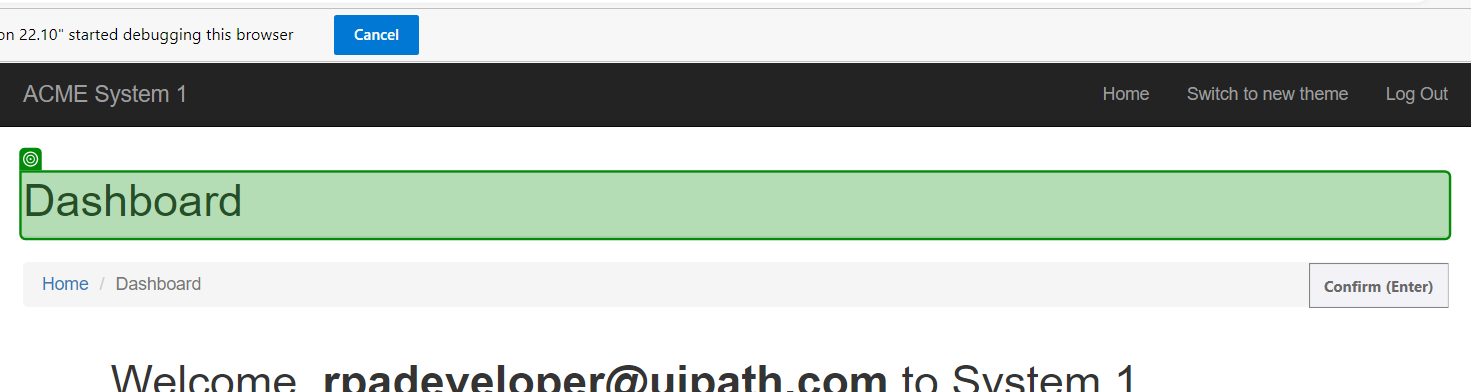 on 22.10" started debugging this browser Cancel
ACME System 1 Home Switch to new theme Log Out
Dashboard
Home / Dashboard Confirm (Enter)
Welcome, rpadeveloper@uipath.com to System 1